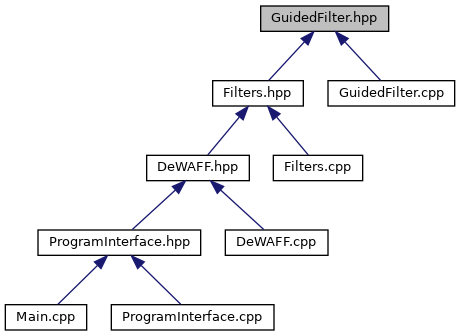 GuidedFilter.hpp
Filters.hpp
GuidedFilter.cpp
DeWAFF.hpp
Filters.cpp
ProgramInterface.hpp
DeWAFF.cpp
Main.cpp
ProgramInterface.cpp